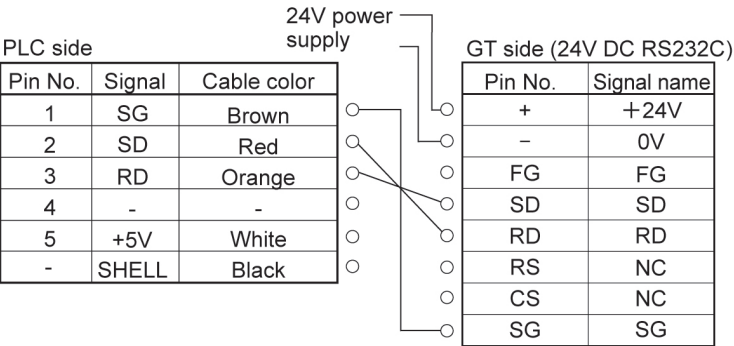 24V power
supply
PLC side
Pin No. Signal Cable color
1 SG Brown
2 SD Red
3 RD Orange
4 - -
5 +5V White
- SHELL Black
GT side (24V DC RS232C)
Pin No. Signal name
+ +24V
- 0V
FG FG
SD SD
RD RD
RS NC
CS NC
SG SG